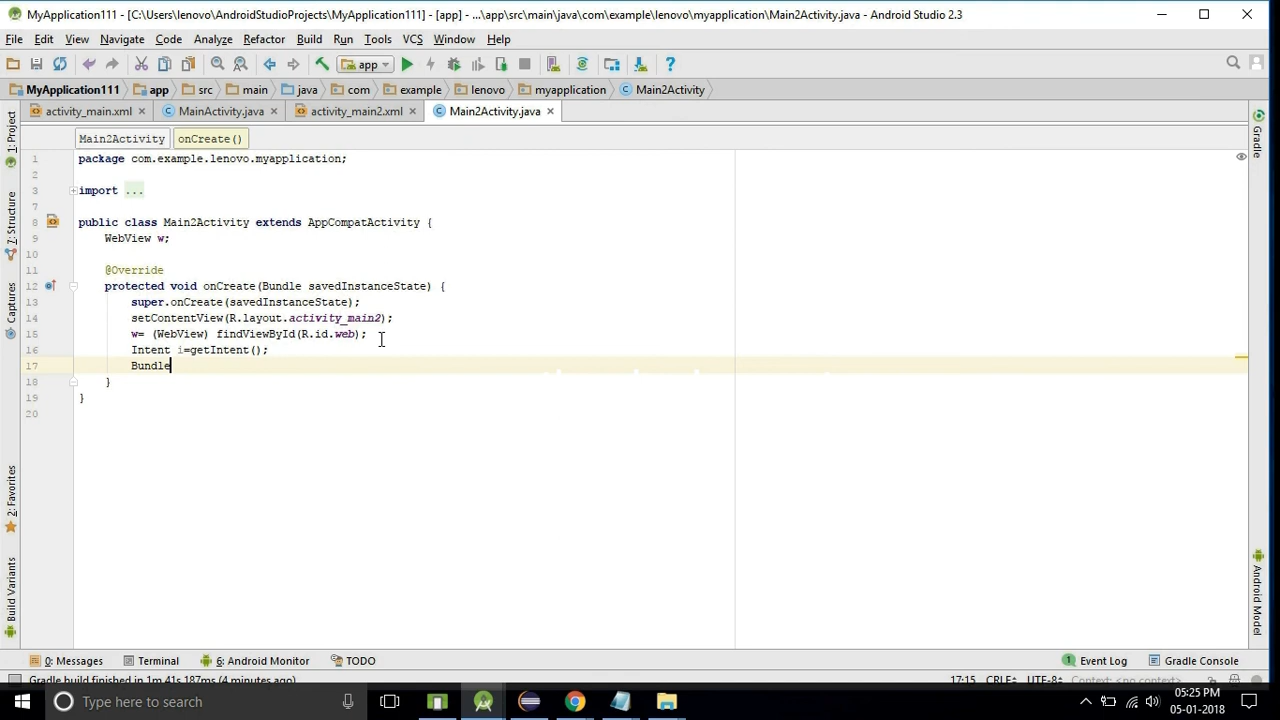 MyApplication111 - [C:\Users\lenovo\AndroidStudioProjects\MyApplication111] - [app] - ...\app\src\main\java\com\example\lenovo\myapplication\Main2Activity.java - Android Studio 2.3
File Edit View Navigate Code Analyze Refactor Build Run Tools VCS Window Help
app
MyApplication111 app src main java com example lenovo myapplication Main2Activity
activity_main.xml MainActivity.java activity_main2.xml Main2Activity.java
Main2Activity onCreate()
1: Project
7: Structure
Captures
2: Favorites
Build Variants
1 package com.example.lenovo.myapplication;
2
3 import ...
7
8 public class Main2Activity extends AppCompatActivity {
9 WebView w;
10
11 @Override
12 protected void onCreate(Bundle savedInstanceState) {
13 super.onCreate(savedInstanceState);
14 setContentView(R.layout.activity_main2);
15 w= (WebView) findViewById(R.id.web);
16 Intent i=getIntent();
17 Bundle
18 }
19 }
20
Gradle
Android Model
0: Messages Terminal 6: Android Monitor TODO 1 Event Log Gradle Console
Gradle build finished in 1m 41s 187ms (4 minutes ago) 17:15 CRLF÷ UTF-8÷ Context: <no context>
Type here to search
05:25 PM
05-01-2018